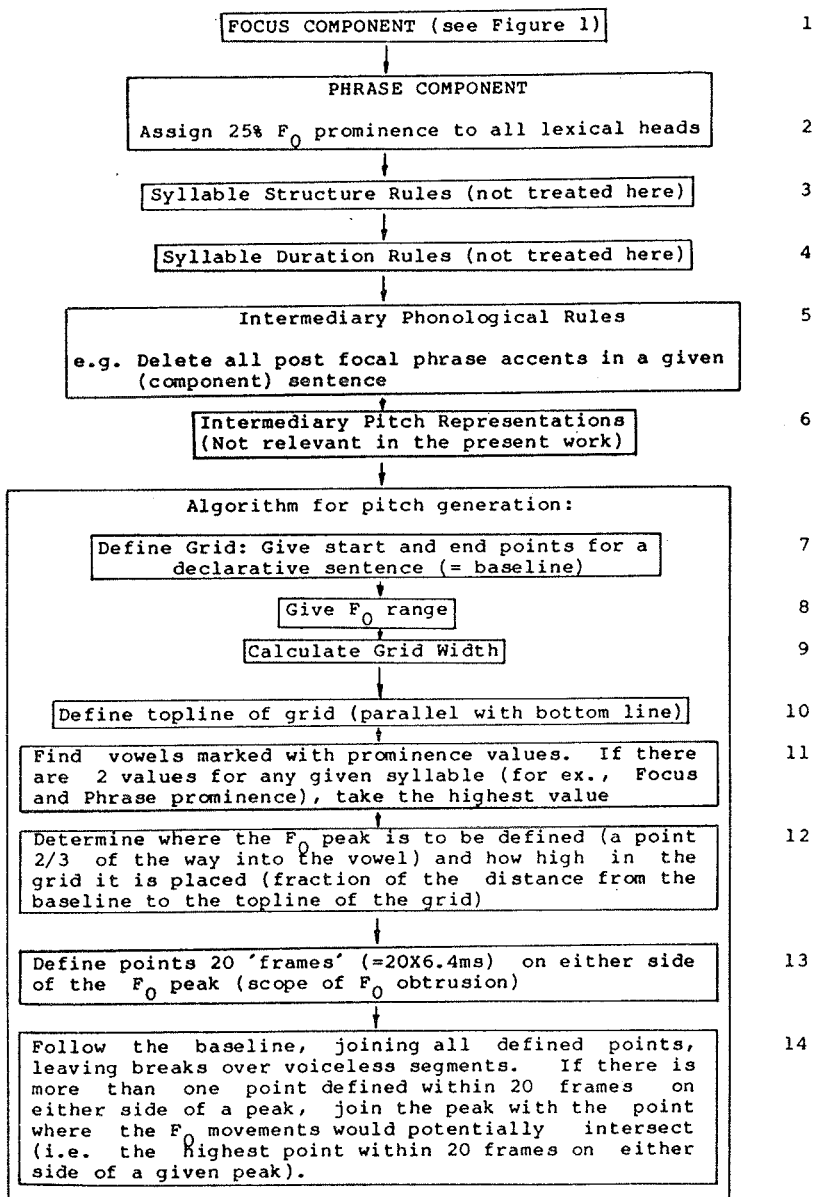 FOCUS COMPONENT (see Figure 1) 1
PHRASE COMPONENT
Assign 25% F0 prominence to all lexical heads 2
Syllable Structure Rules (not treated here) 3
Syllable Duration Rules (not treated here) 4
Intermediary Phonological Rules 5
e.g. Delete all post focal phrase accents in a given
(component) sentence
Intermediary Pitch Representations 6
(Not relevant in the present work)
Algorithm for pitch generation:
Define Grid: Give start and end points for a 7
declarative sentence (= baseline)
Give F0 range 8
Calculate Grid Width 9
Define topline of grid (parallel with bottom line) 10
Find vowels marked with prominence values. If there 11
are 2 values for any given syllable (for ex., Focus
and Phrase prominence), take the highest value
Determine where the F0 peak is to be defined (a point 12
2/3 of the way into the vowel) and how high in the
grid it is placed (fraction of the distance from the
baseline to the topline of the grid)
Define points 20 'frames' (=20X6.4ms) on either side 13
of the F0 peak (scope of F0 obtrusion)
Follow the baseline, joining all defined points, 14
leaving breaks over voiceless segments. If there is
more than one point defined within 20 frames on
either side of a peak, join the peak with the point
where the F0 movements would potentially intersect
(i.e. the highest point within 20 frames on either
side of a given peak).